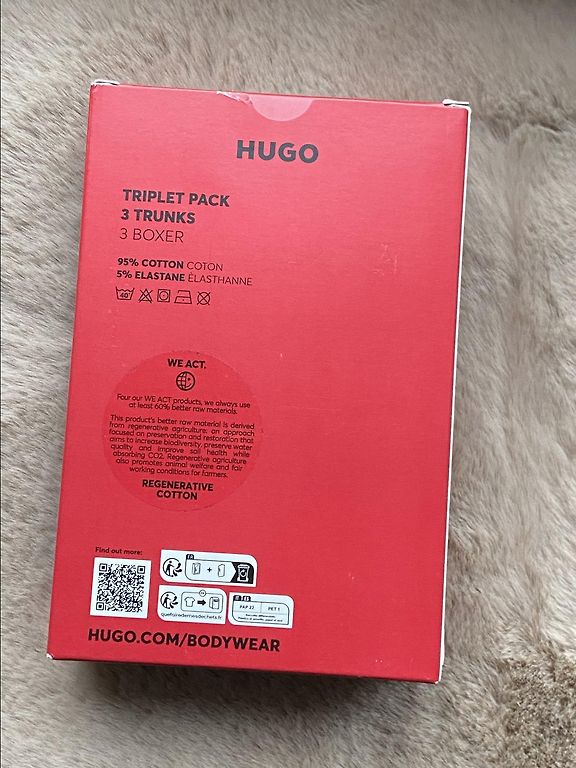 HUGO
TRIPLET PACK
3 TRUNKS
3 BOXER
95% COTTON COTON
5% ELASTANE ÉLASTHANNE
40°
WE ACT.
Four our WE ACT products, we always use
at least 60% better raw materials.
This product's better raw material is derived
from regenerative agriculture: an approach
focused on preservation and restoration that
aims to increase biodiversity, preserve water
quality and improve soil health while
absorbing CO2. Regenerative agriculture
also promotes animal welfare and fair
working conditions for farmers.
REGENERATIVE
COTTON
Find out more:
FR
+
quefairedemesdechets.fr
PAP 22
PET 1
HUGO.COM/BODYWEAR